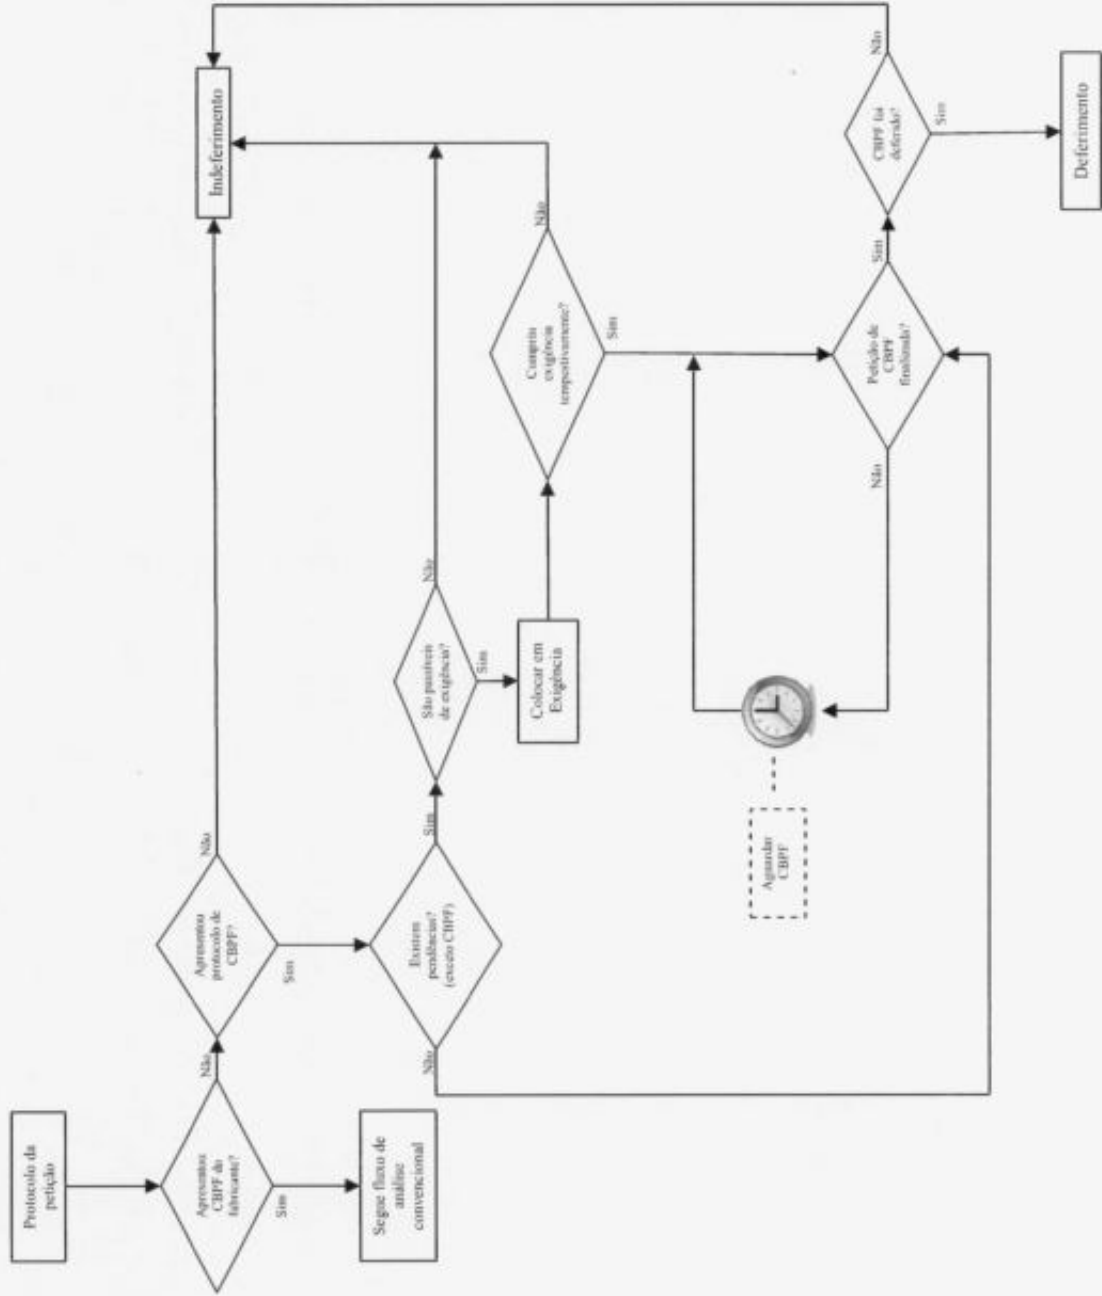 Protocolo da
petição
Apresentou
CBPF do
fabricante?
Sim
Não
Segue fluxo de
análise
convencional
Apresentou
protocolo de
CBPF?
Não
Sim
Indeferimento
Existem
pendências?
(exceto CBPF)
Não
Sim
São passíveis
de exigência?
Não
Sim
Colocar em
Exigência
Cumpriu
exigência
tempestivamente?
Não
Sim
Aguardar
CBPF
Petição de
CBPF
finalizada?
Não
Sim
CBPF foi
deferido?
Não
Sim
Deferimento